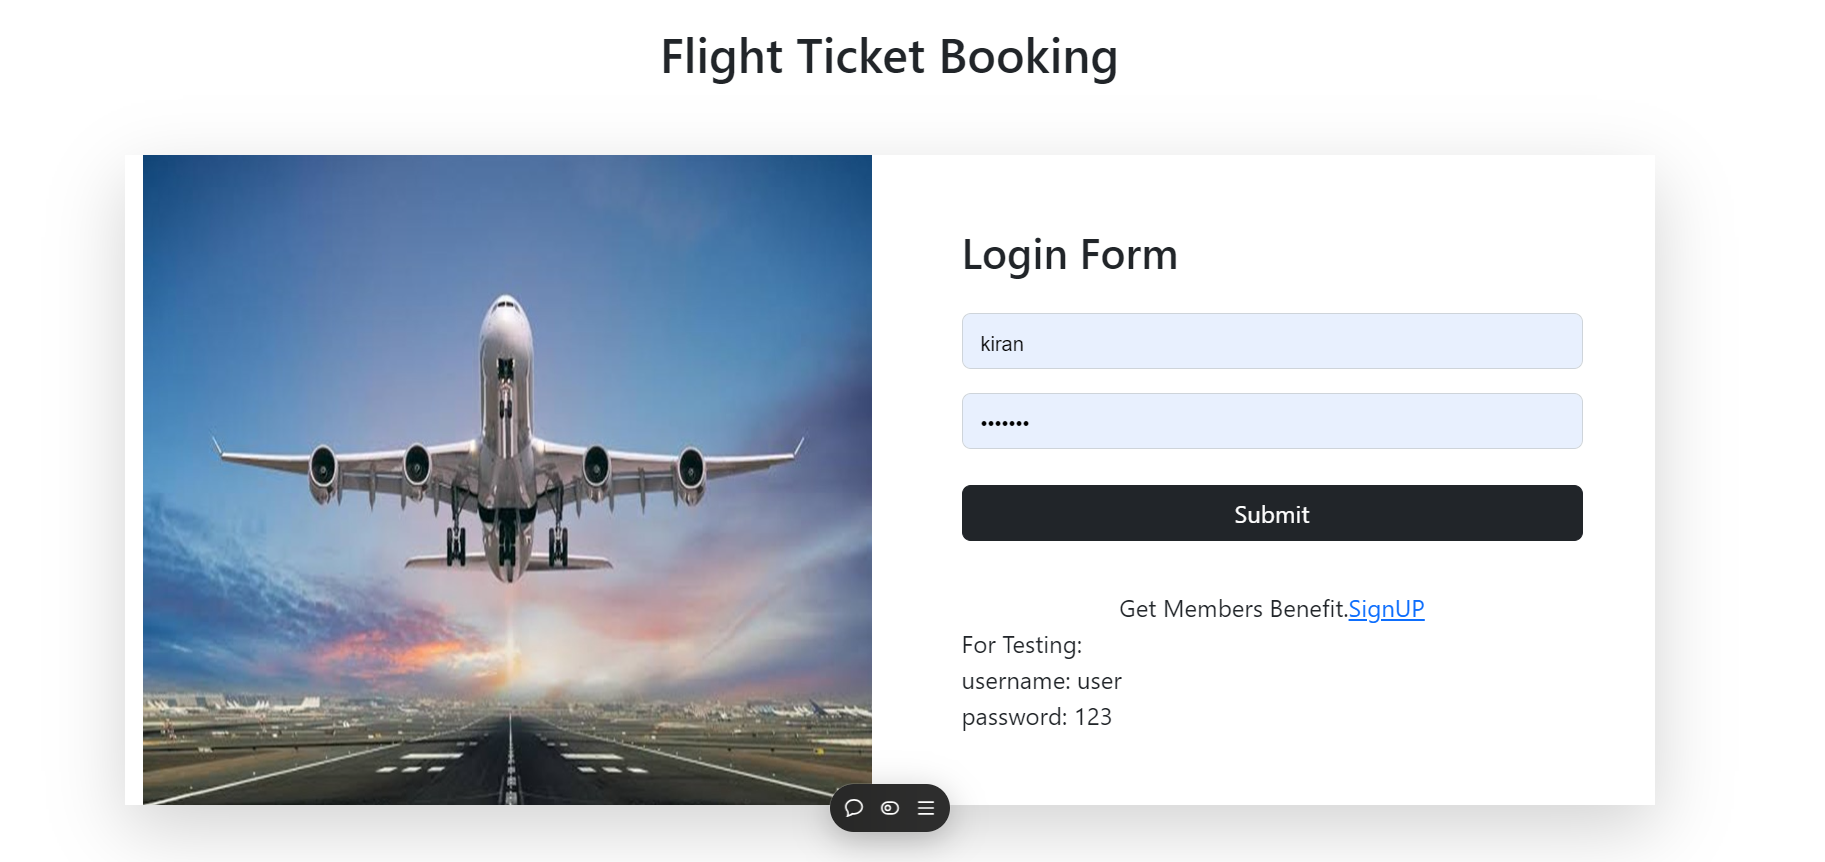 Flight Ticket Booking
Login Form
kiran
•••••••
Submit
Get Members Benefit.SignUP
For Testing:
username: user
password: 123